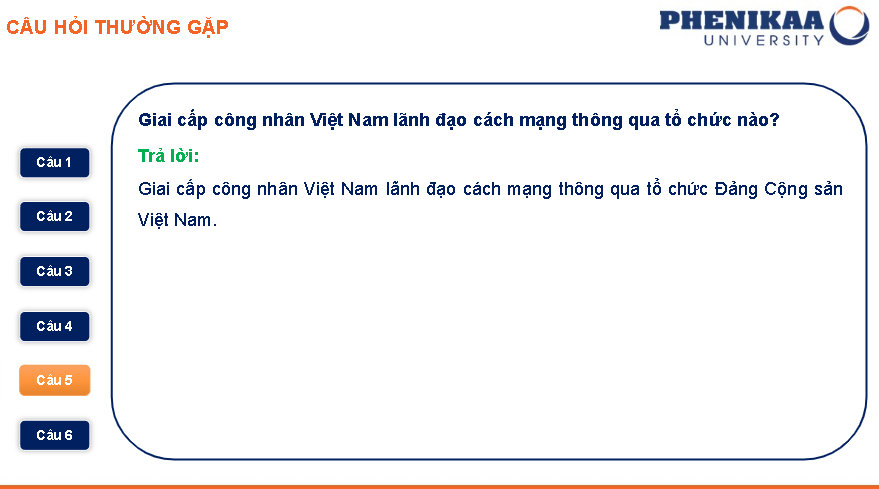 CÂU HỎI THƯỜNG GẶP
PHENIKAA
UNIVERSITY
Giai cấp công nhân Việt Nam lãnh đạo cách mạng thông qua tổ chức nào?
Trả lời:
Giai cấp công nhân Việt Nam lãnh đạo cách mạng thông qua tổ chức Đảng Cộng sản
Việt Nam.
Câu 1
Câu 2
Câu 3
Câu 4
Câu 5
Câu 6